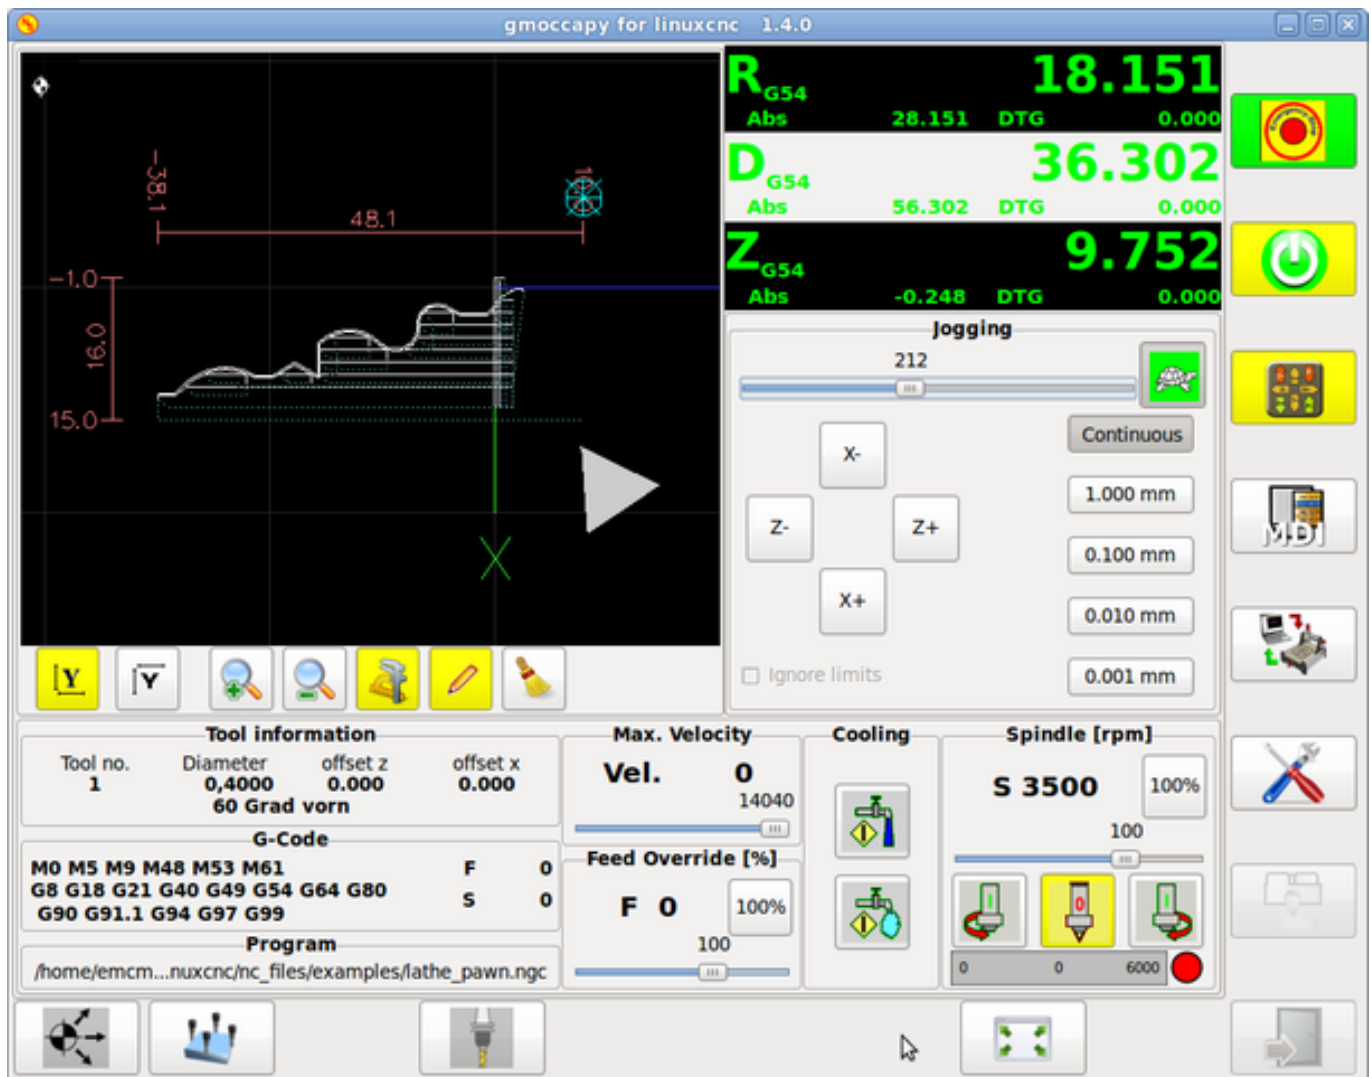 gmoccapy for linuxcnc 1.4.0
R G54 18.151
Abs 28.151 DTG 0.000
D G54 36.302
Abs 56.302 DTG 0.000
Z G54 9.752
Abs -0.248 DTG 0.000
-38.1
48.1
-1.0
16.0
15.0
X
Jogging
212
Continuous
X-
1.000 mm
Z- Z+
0.100 mm
X+
0.010 mm
Ignore limits
0.001 mm
Y Y
MDI
Tool information
Tool no. Diameter offset z offset x
1 0,4000 0.000 0.000
60 Grad vorn
G-Code
M0 M5 M9 M48 M53 M61
G8 G18 G21 G40 G49 G54 G64 G80
G90 G91.1 G94 G97 G99
F 0
S 0
Program
/home/emcm...nuxcnc/nc_files/examples/lathe_pawn.ngc
Max. Velocity
Vel. 0
14040
Feed Override [%]
F 0 100%
100
Cooling
Spindle [rpm]
S 3500 100%
100
0 0 6000